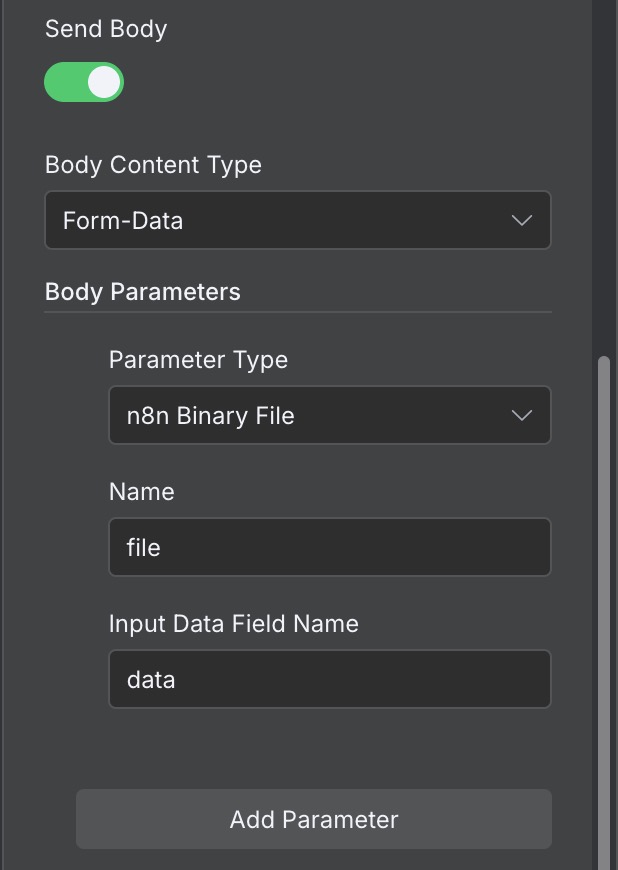 Send Body
Body Content Type
Form-Data
Body Parameters
Parameter Type
n8n Binary File
Name
file
Input Data Field Name
data
Add Parameter